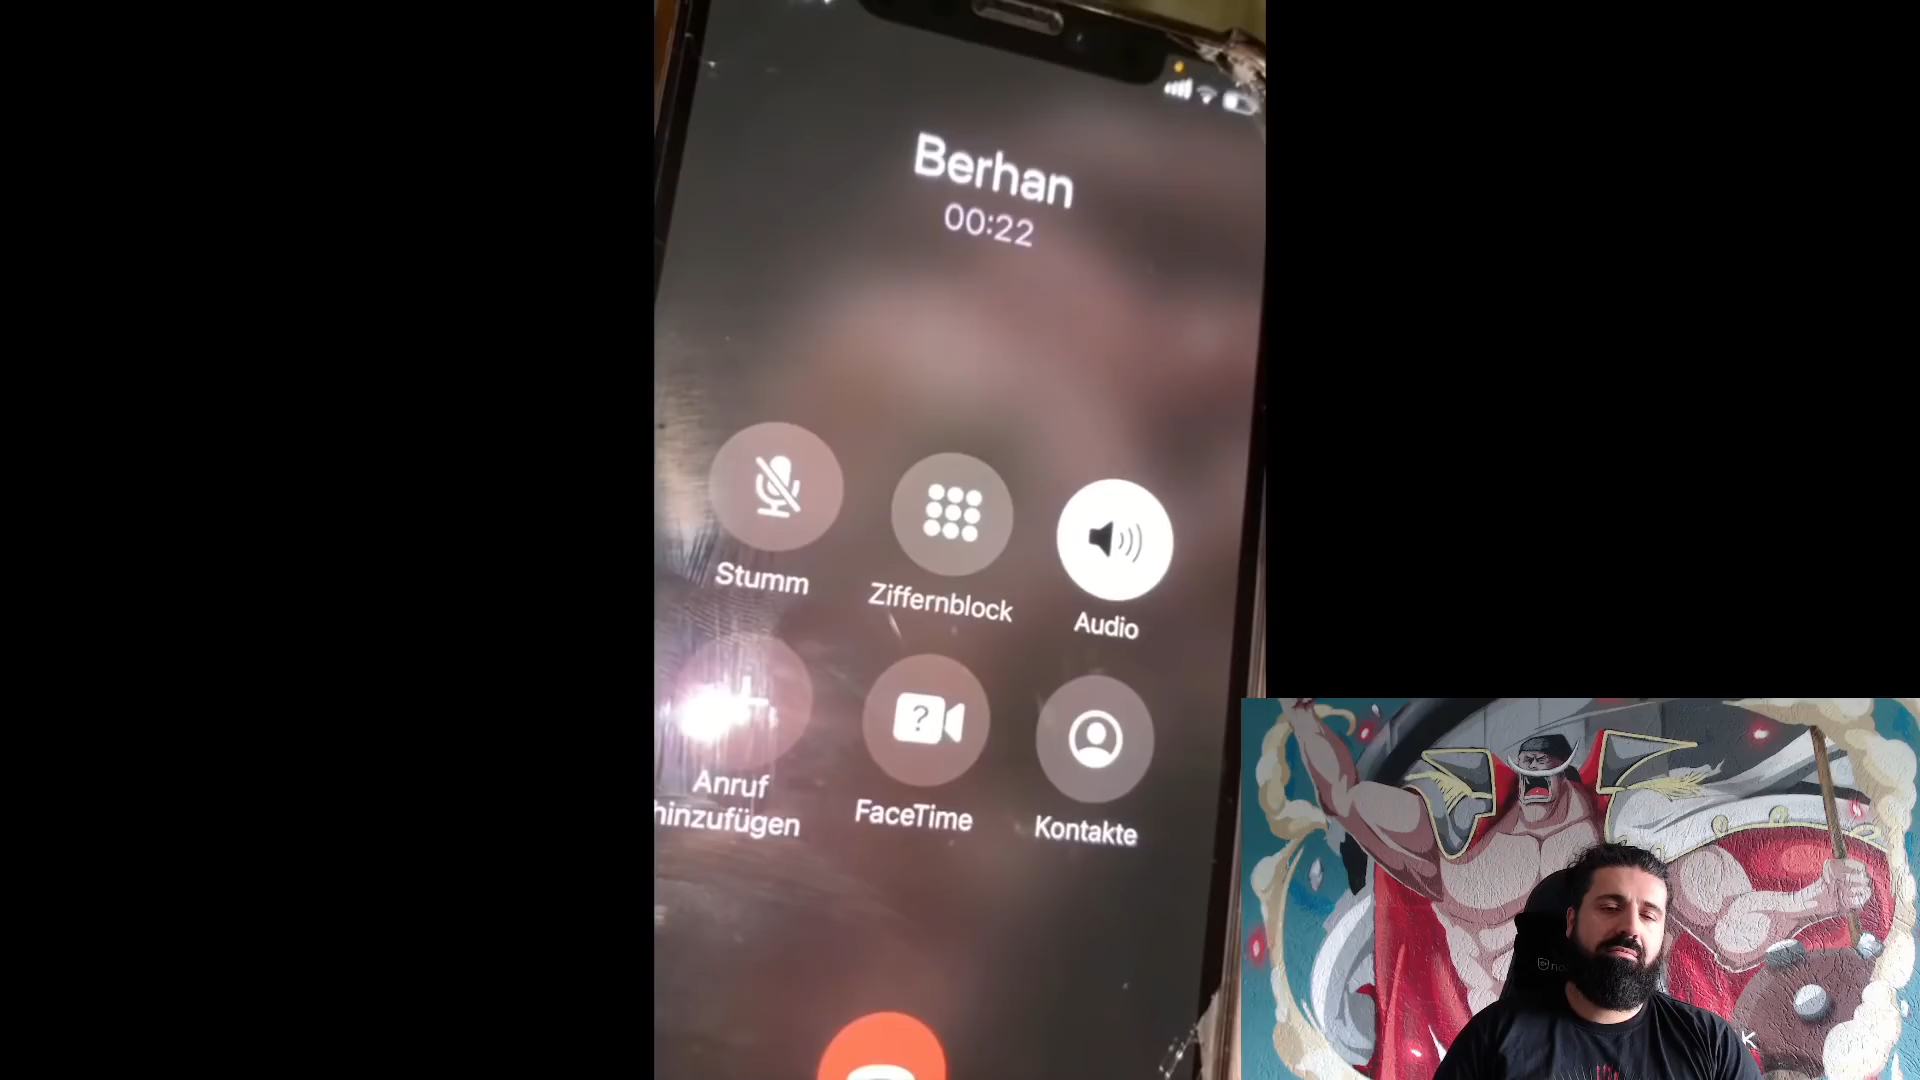 Berhan
00:22
Stumm
Ziffernblock
Audio
Anruf
hinzufügen
FaceTime
Kontakte